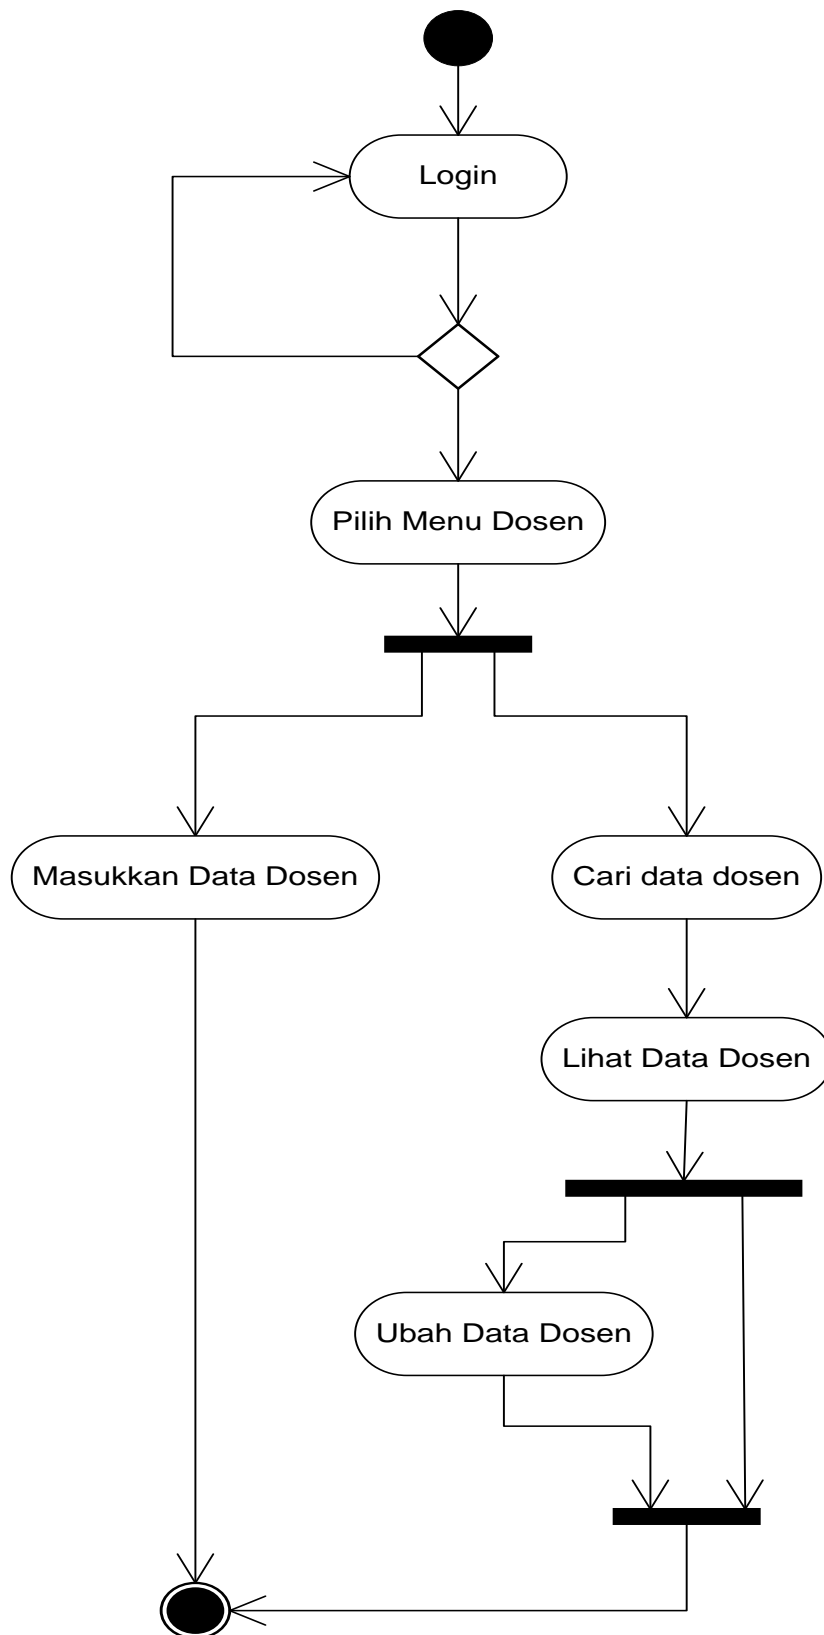 Login
Pilih Menu Dosen
Masukkan Data Dosen
Cari data dosen
Lihat Data Dosen
Ubah Data Dosen